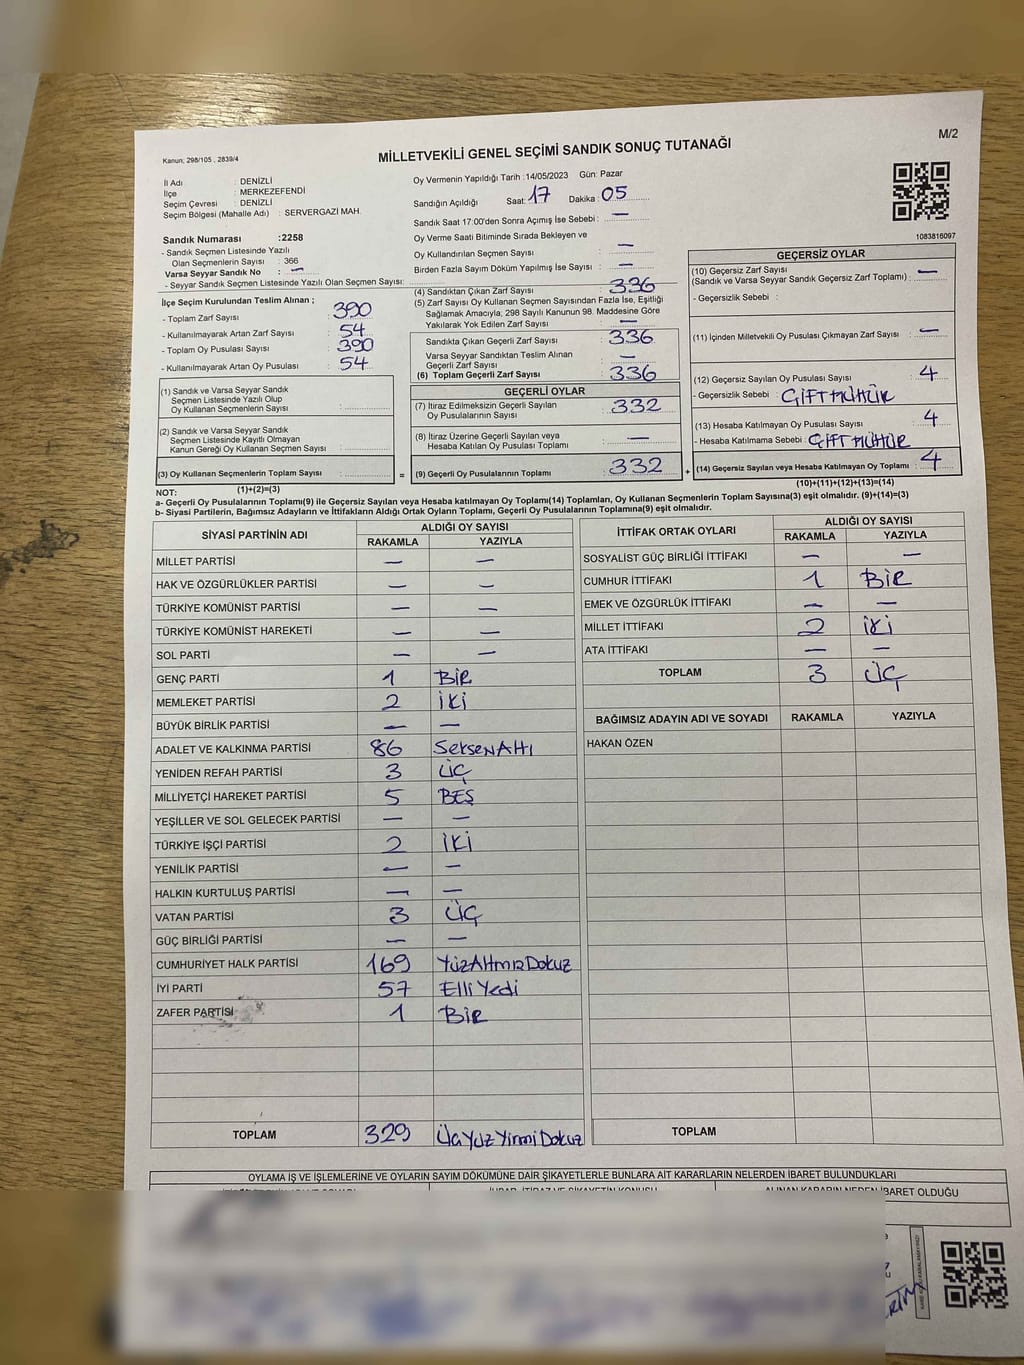 M/2
Kanun; 298/105 , 2839/4
MİLLETVEKİLİ GENEL SEÇİMİ SANDIK SONUÇ TUTANAĞI
İl Adı : DENİZLİ
İlçe : MERKEZEFENDİ
Seçim Çevresi : DENİZLİ
Seçim Bölgesi (Mahalle Adı) : SERVERGAZİ MAH.
Sandık Numarası :2258
- Sandık Seçmen Listesinde Yazılı
Olan Seçmenlerin Sayısı : 366
Varsa Seyyar Sandık No : —
- Seyyar Sandık Seçmen Listesinde Yazılı Olan Seçmen Sayısı:
Oy Vermenin Yapıldığı Tarih :14/05/2023 Gün: Pazar
Sandığın Açıldığı Saat: 17 Dakika: 05
Sandık Saat 17:00'den Sonra Açımış İse Sebebi : —
Oy Verme Saati Bitiminde Sırada Bekleyen ve
Oy Kullandırılan Seçmen Sayısı : —
Birden Fazla Sayım Döküm Yapılmış İse Sayısı : —
1083816097
İlçe Seçim Kurulundan Teslim Alınan ;
- Toplam Zarf Sayısı : 390
- Kullanılmayarak Artan Zarf Sayısı : 54
- Toplam Oy Pusulası Sayısı : 390
- Kullanılmayarak Artan Oy Pusulası : 54
(1) Sandık ve Varsa Seyyar Sandık
Seçmen Listesinde Yazılı Olup
Oy Kullanan Seçmenlerin Sayısı :
(2) Sandık ve Varsa Seyyar Sandık
Seçmen Listesinde Kayıtlı Olmayan
Kanun Gereği Oy Kullanan Seçmen Sayısı :
(3) Oy Kullanan Seçmenlerin Toplam Sayısı :
(1)+(2)=(3)
(4) Sandıktan Çıkan Zarf Sayısı : 336
(5) Zarf Sayısı Oy Kullanan Seçmen Sayısından Fazla İse, Eşitliği
Sağlamak Amacıyla; 298 Sayılı Kanunun 98. Maddesine Göre
Yakılarak Yok Edilen Zarf Sayısı : —
Sandıkta Çıkan Geçerli Zarf Sayısı : 336
Varsa Seyyar Sandıktan Teslim Alınan
Geçerli Zarf Sayısı : —
(6) Toplam Geçerli Zarf Sayısı : 336
GEÇERLİ OYLAR
(7) İtiraz Edilmeksizin Geçerli Sayılan
Oy Pusulalarının Sayısı : 332
(8) İtiraz Üzerine Geçerli Sayılan veya
Hesaba Katılan Oy Pusulası Toplamı : —
= (9) Geçerli Oy Pusulalarının Toplamı : 332 +
GEÇERSİZ OYLAR
(10) Geçersiz Zarf Sayısı
(Sandık ve Varsa Seyyar Sandık Geçersiz Zarf Toplamı) : —
- Geçersizlik Sebebi :
(11) İçinden Milletvekili Oy Pusulası Çıkmayan Zarf Sayısı : —
(12) Geçersiz Sayılan Oy Pusulası Sayısı : 4
- Geçersizlik Sebebi : ÇİFT MÜHÜR
(13) Hesaba Katılmayan Oy Pusulası Sayısı : 4
- Hesaba Katılmama Sebebi : ÇİFT MÜHÜR
(14) Geçersiz Sayılan veya Hesaba Katılmayan Oy Toplamı : 4
(10)+(11)+(12)+(13)=(14)
NOT:
a- Geçerli Oy Pusulalarının Toplamı(9) ile Geçersiz Sayılan veya Hesaba katılmayan Oy Toplamı(14) Toplamları, Oy Kullanan Seçmenlerin Toplam Sayısına(3) eşit olmalıdır. (9)+(14)=(3)
b- Siyasi Partilerin, Bağımsız Adayların ve İttifakların Aldığı Ortak Oyların Toplamı, Geçerli Oy Pusulalarının Toplamına(9) eşit olmalıdır.
SİYASİ PARTİNİN ADI ALDIĞI OY SAYISI
RAKAMLA YAZIYLA
MİLLET PARTİSİ — —
HAK VE ÖZGÜRLÜKLER PARTİSİ — —
TÜRKİYE KOMÜNİST PARTİSİ — —
TÜRKİYE KOMÜNİST HAREKETİ — —
SOL PARTİ — —
GENÇ PARTİ 1 BİR
MEMLEKET PARTİSİ 2 İKİ
BÜYÜK BİRLİK PARTİSİ — —
ADALET VE KALKINMA PARTİSİ 86 SeksenAltı
YENİDEN REFAH PARTİSİ 3 ÜÇ
MİLLİYETÇİ HAREKET PARTİSİ 5 BEŞ
YEŞİLLER VE SOL GELECEK PARTİSİ — —
TÜRKİYE İŞÇİ PARTİSİ 2 İKİ
YENİLİK PARTİSİ — —
HALKIN KURTULUŞ PARTİSİ — —
VATAN PARTİSİ 3 ÜÇ
GÜÇ BİRLİĞİ PARTİSİ — —
CUMHURİYET HALK PARTİSİ 169 YüzAltmızDokuz
İYİ PARTİ 57 Elli Yedi
ZAFER PARTİSİ 1 BİR
TOPLAM 329 ÜçYüz Yirmi Dokuz
İTTİFAK ORTAK OYLARI ALDIĞI OY SAYISI
RAKAMLA YAZIYLA
SOSYALİST GÜÇ BİRLİĞİ İTTİFAKI — —
CUMHUR İTTİFAKI 1 BİR
EMEK VE ÖZGÜRLÜK İTTİFAKI — —
MİLLET İTTİFAKI 2 İKİ
ATA İTTİFAKI — —
TOPLAM 3 ÜÇ
BAĞIMSIZ ADAYIN ADI VE SOYADI RAKAMLA YAZIYLA
HAKAN ÖZEN
TOPLAM
OYLAMA İŞ VE İŞLEMLERİNE VE OYLARIN SAYIM DÖKÜMÜNE DAİR ŞİKAYETLERLE BUNLARA AİT KARARLARIN NELERDEN İBARET BULUNDUKLARI
ALINAN KARARIN NEDEN İBARET OLDUĞU